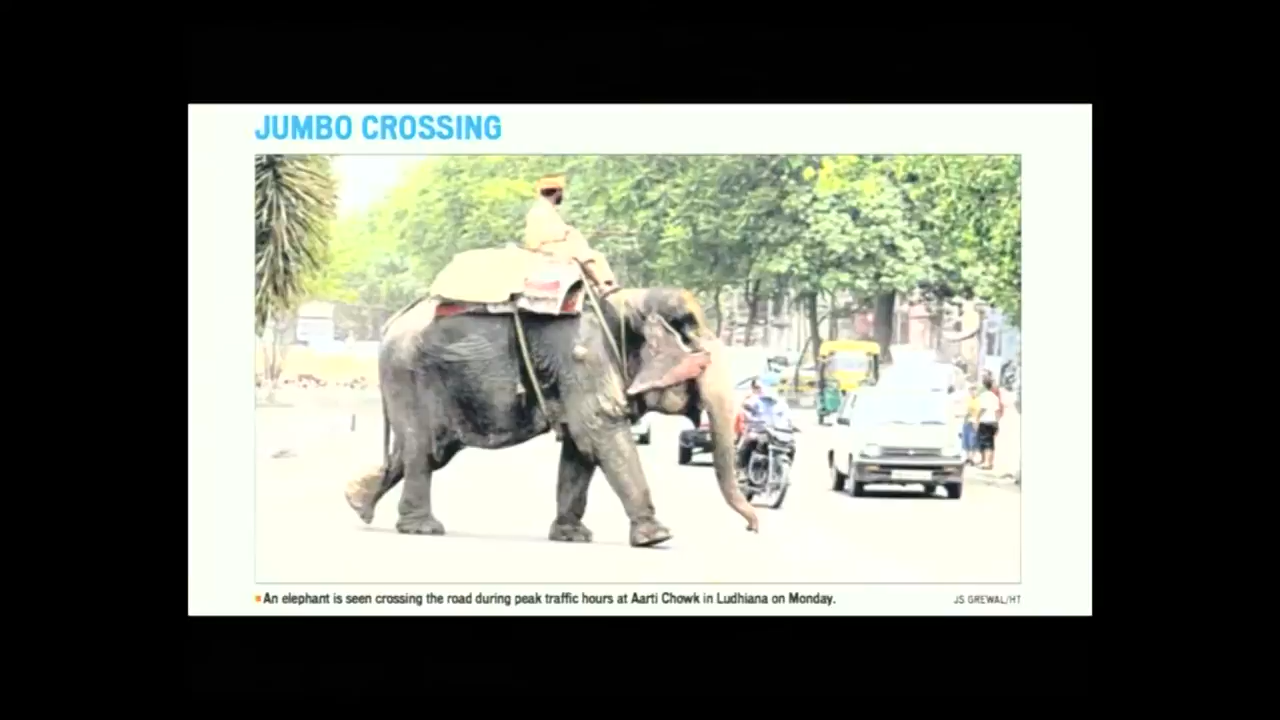 JUMBO CROSSING
An elephant is seen crossing the road during peak traffic hours at Aarti Chowk in Ludhiana on Monday.
JS GREWAL/HT